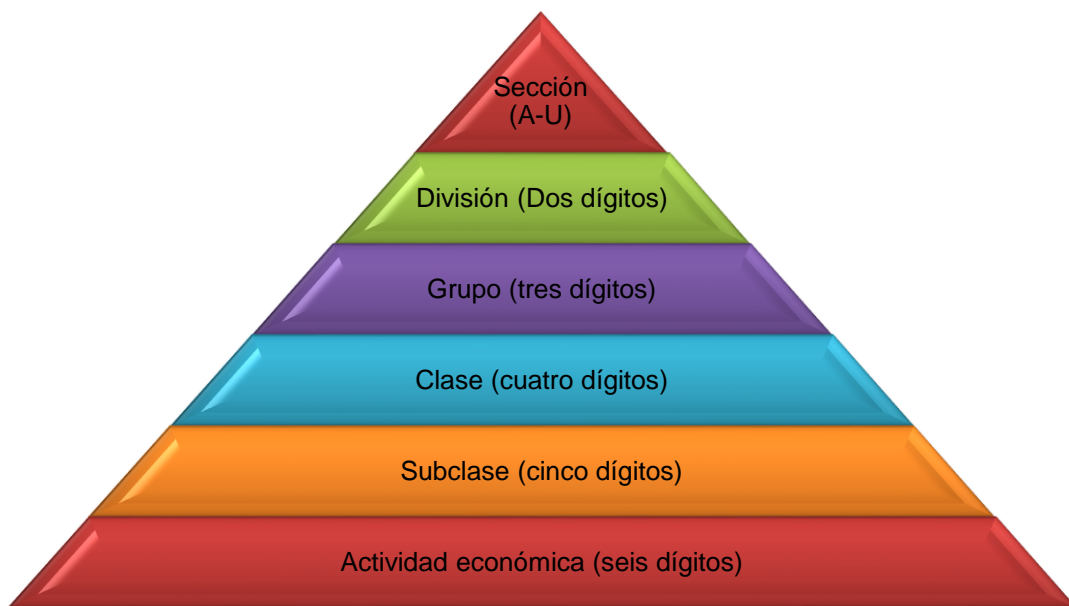 Sección
(A-U)
División (Dos dígitos)
Grupo (tres dígitos)
Clase (cuatro dígitos)
Subclase (cinco dígitos)
Actividad económica (seis dígitos)